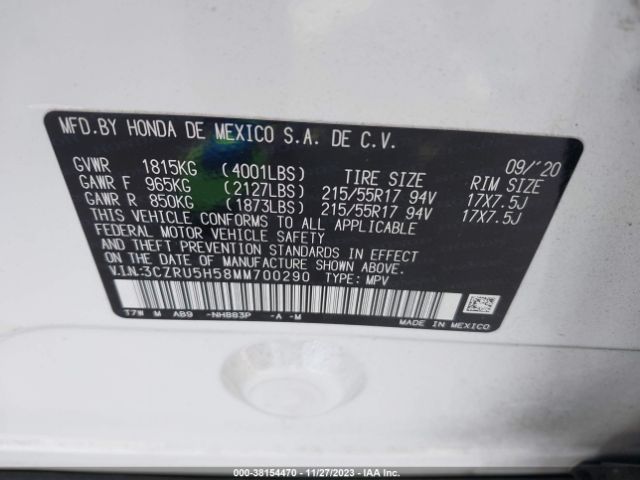 MFD.BY HONDA DE MEXICO S.A. DE C.V.
09/'20
GVWR 1815KG (4001LBS) TIRE SIZE RIM SIZE
GAWR F 965KG (2127LBS) 215/55R17 94V 17X7.5J
GAWR R 850KG (1873LBS) 215/55R17 94V 17X7.5J
THIS VEHICLE CONFORMS TO ALL APPLICABLE
FEDERAL MOTOR VEHICLE SAFETY
AND THEFT PREVENTION STANDARDS IN EFFECT
ON THE DATE OF MANUFACTURE SHOWN ABOVE.
V.I.N:3CZRU5H58MM700290 TYPE: MPV
T7W M AB9 -NH883P -A -M
MADE IN MEXICO
000-38154470 - 11/27/2023 - © IAA Inc.